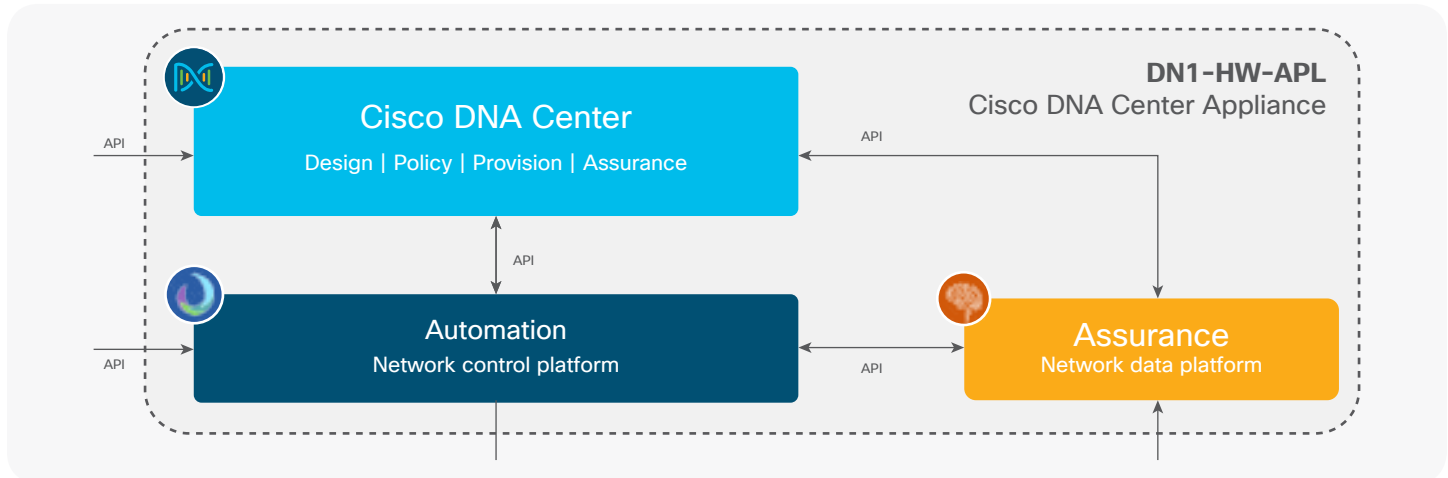 DN1-HW-APL
Cisco DNA Center Appliance
Cisco DNA Center
Design | Policy | Provision | Assurance
API
API
API
Automation
Network control platform
API
API
Assurance
Network data platform